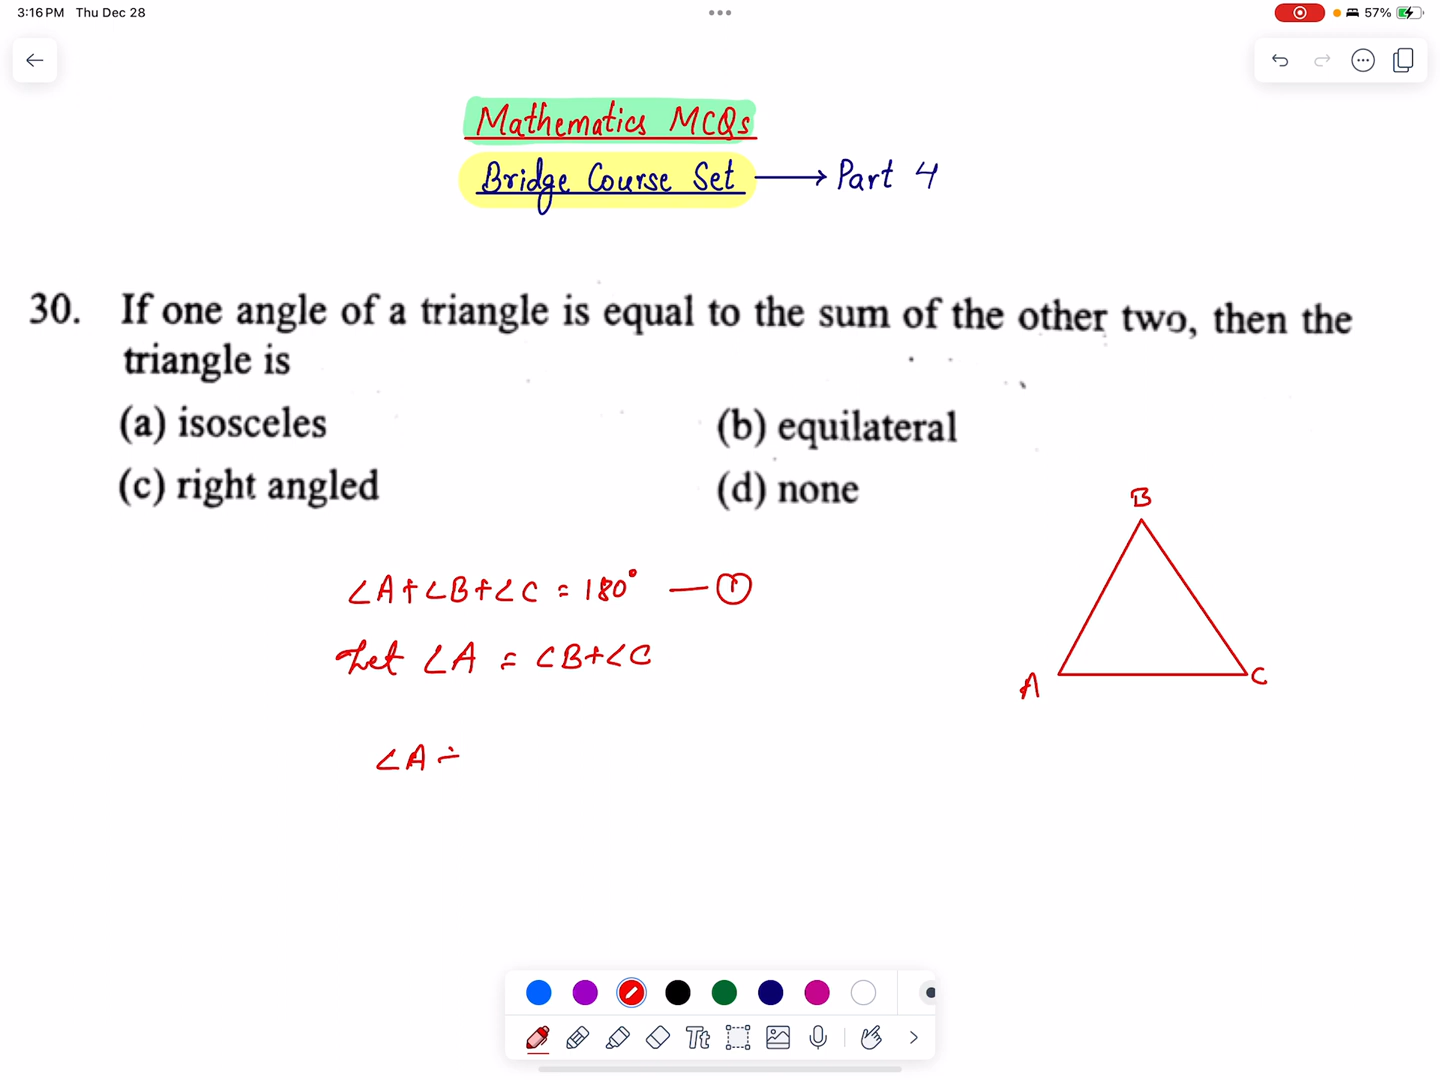 3:16 PM Thu Dec 28
57%
Mathematics MCQs
Bridge Course Set → Part 4
30. If one angle of a triangle is equal to the sum of the other two, then the
triangle is
(a) isosceles (b) equilateral
(c) right angled (d) none
B
∠A+∠B+∠C = 180° — ①
Let ∠A = ∠B+∠C
A C
∠A =
Tt